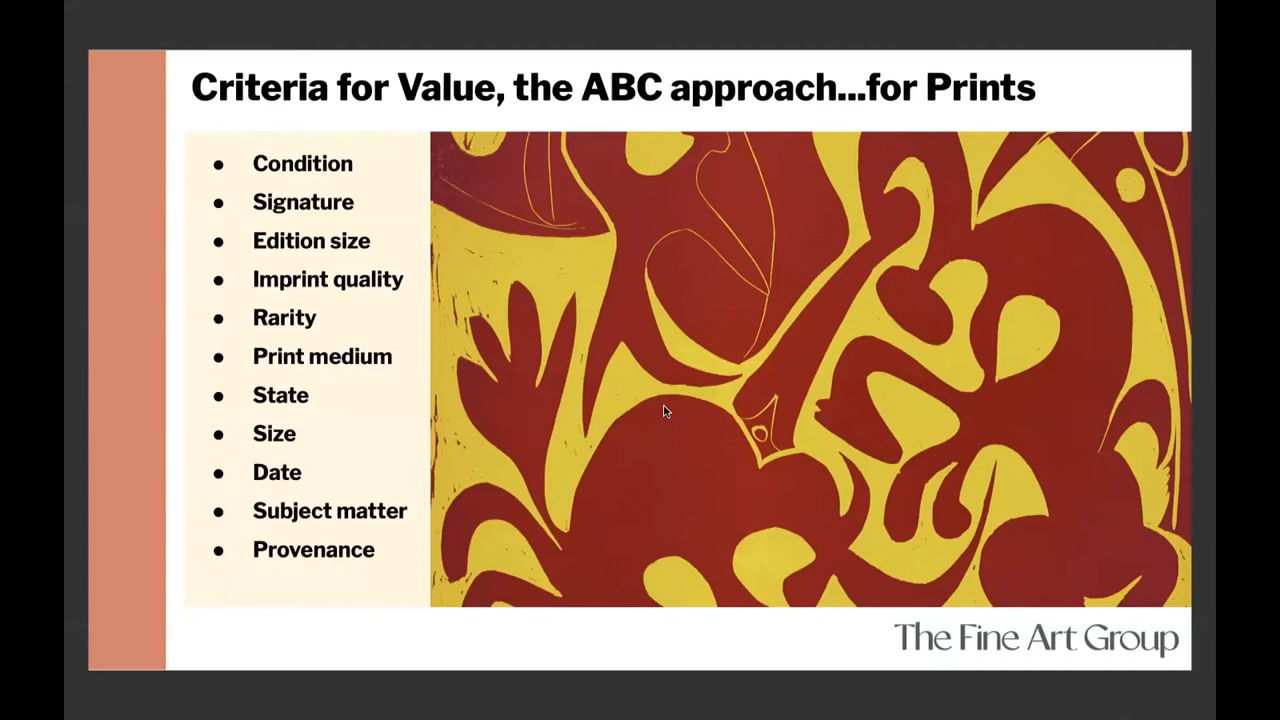 Criteria for Value, the ABC approach...for Prints
● Condition
● Signature
● Edition size
● Imprint quality
● Rarity
● Print medium
● State
● Size
● Date
● Subject matter
● Provenance
The Fine Art Group